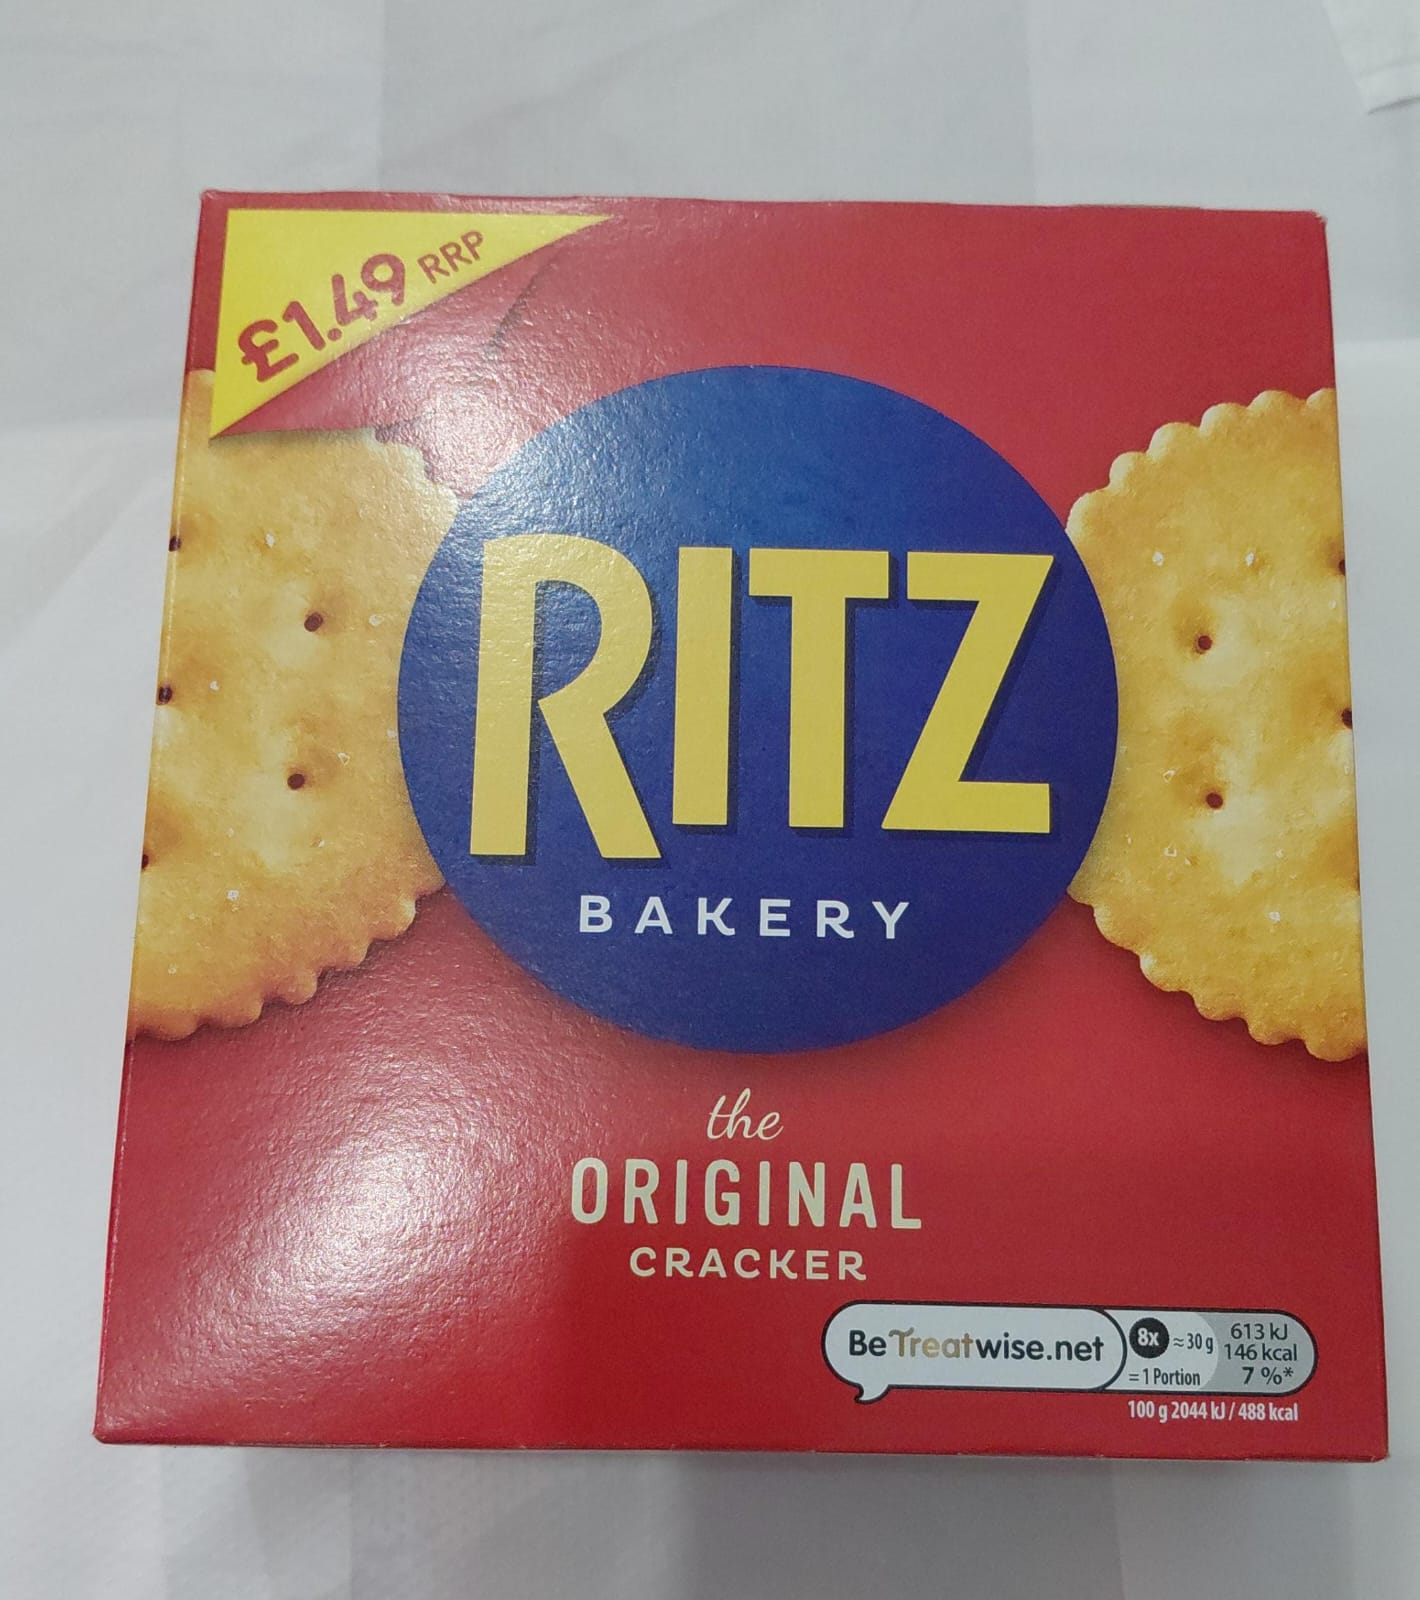 £1.49 RRP
RITZ
BAKERY
the
ORIGINAL
CRACKER
BeTreatwise.net
8x ≈30 g
= 1 Portion
613 kJ
146 kcal
7 %*
100 g 2044 kJ / 488 kcal